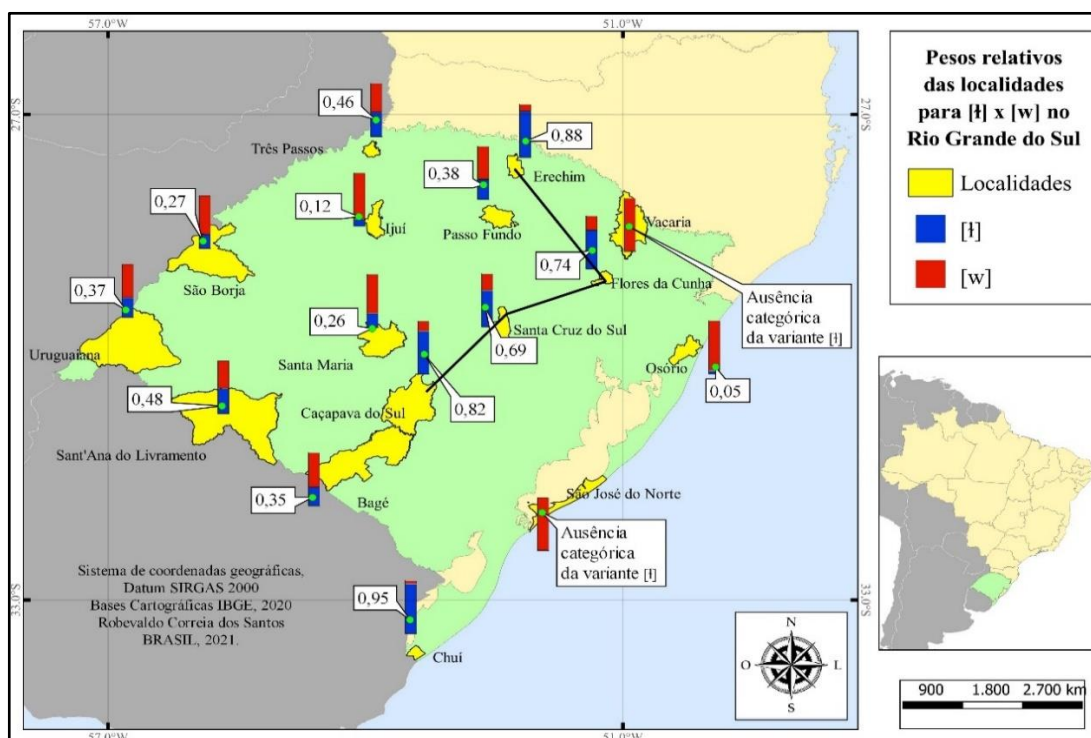 57.0°W
51.0°W
27.0°S
27.0°S
0,46
Três Passos
0,88
Erechim
0,38
Passo Fundo
0,12
Ijuí
0,27
São Borja
Vacaria
0,74
Flores da Cunha
Ausência
categórica
da variante [ɫ]
0,37
Uruguaiana
0,26
Santa Maria
Santa Cruz do Sul
0,69
Osório
0,05
0,82
Caçapava do Sul
0,48
Sant'Ana do Livramento
0,35
Bagé
São José do Norte
Ausência
categórica
da variante [ɫ]
Sistema de coordenadas geográficas,
Datum SIRGAS 2000
Bases Cartográficas IBGE, 2020
Robevaldo Correia dos Santos
BRASIL, 2021.
0,95
Chuí
33.0°S
33.0°S
N
O
L
S
57.0°W
51.0°W
Pesos relativos
das localidades
para [ɫ] x [w] no
Rio Grande do Sul
Localidades
[ɫ]
[w]
900 1.800 2.700 km